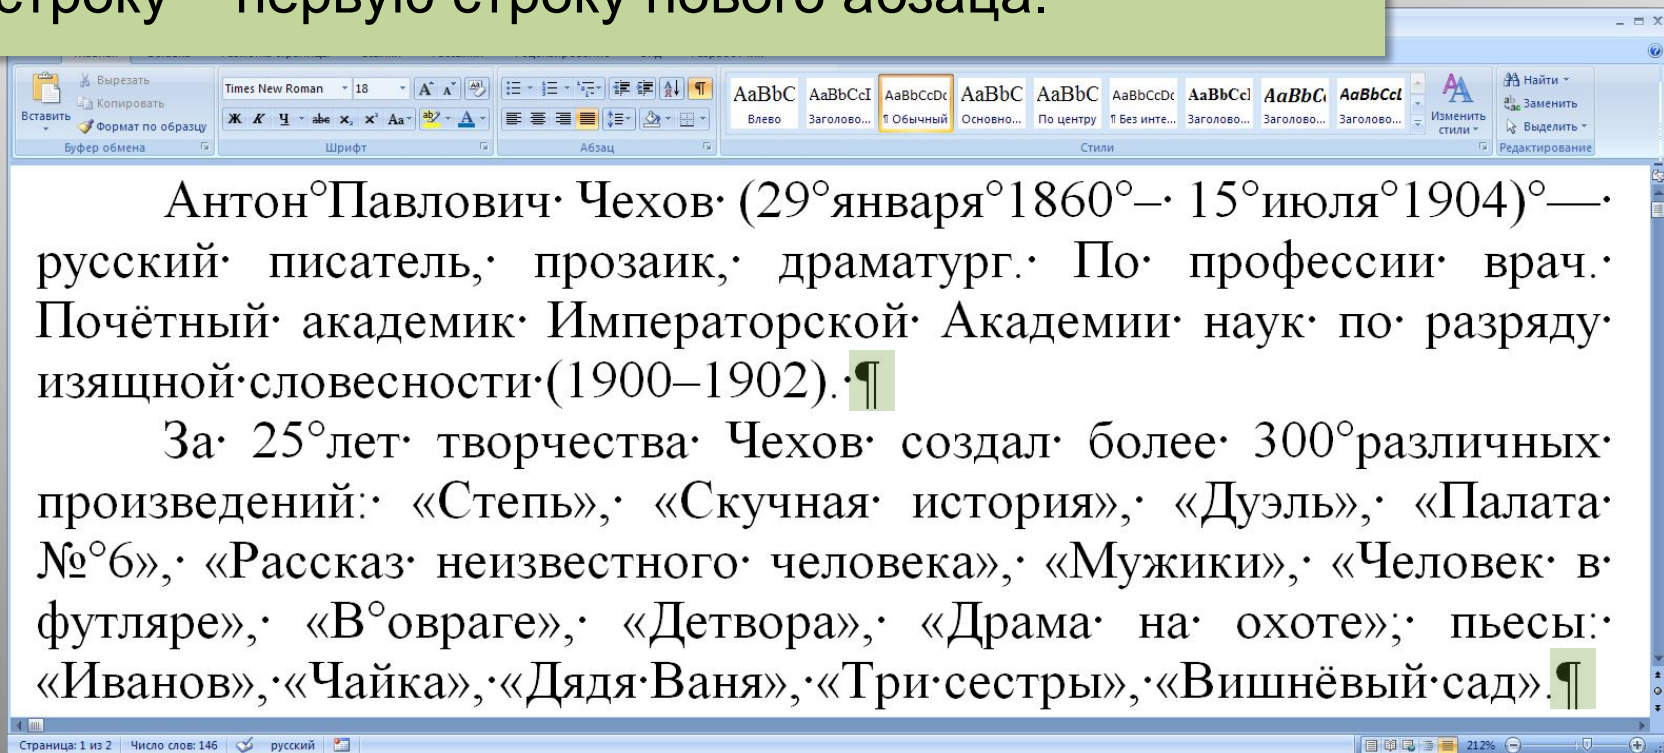 строку – первую строку нового абзаца.
Вырезать
Копировать
Вставить
Формат по образцу
Буфер обмена
Times New Roman 18
Ж К Ч abe x₂ x² Aa
Шрифт
Абзац
AaBbC AaBbCcI AaBbCcDc AaBbC AaBbC AaBbCcDc AaBbCcI AaBbC AaBbCcL
Влево Заголово... ¶ Обычный Основно... По центру ¶ Без инте... Заголово... Заголово... Заголово...
Стили
Изменить стили
Найти
Заменить
Выделить
Редактирование
Антон°Павлович· Чехов· (29°января°1860°–· 15°июля°1904)°—·
русский· писатель,· прозаик,· драматург.· По· профессии· врач.·
Почётный· академик· Императорской· Академии· наук· по· разряду·
изящной·словесности·(1900–1902).·¶
За· 25°лет· творчества· Чехов· создал· более· 300°различных·
произведений:· «Степь»,· «Скучная· история»,· «Дуэль»,· «Палата·
№°6»,· «Рассказ· неизвестного· человека»,· «Мужики»,· «Человек· в·
футляре»,· «В°овраге»,· «Детвора»,· «Драма· на· охоте»;· пьесы:·
«Иванов»,·«Чайка»,·«Дядя·Ваня»,·«Три·сестры»,·«Вишнёвый·сад».¶
Страница: 1 из 2 Число слов: 146 русский 212%